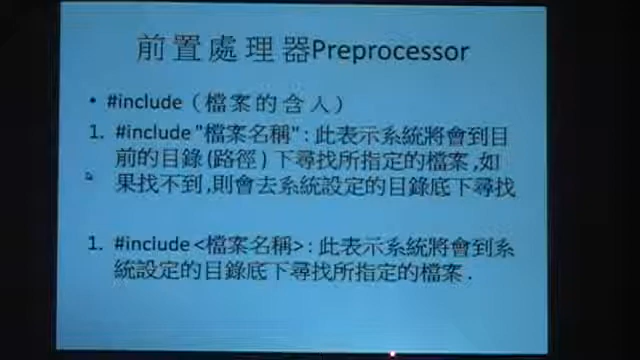 前置處理器Preprocessor
• #include（檔案的含入）
1. #include "檔案名稱" : 此表示系統將會到目
前的目錄(路徑)下尋找所指定的檔案,如
果找不到,則會去系統設定的目錄底下尋找
1. #include <檔案名稱> : 此表示系統將會到系
統設定的目錄底下尋找所指定的檔案.